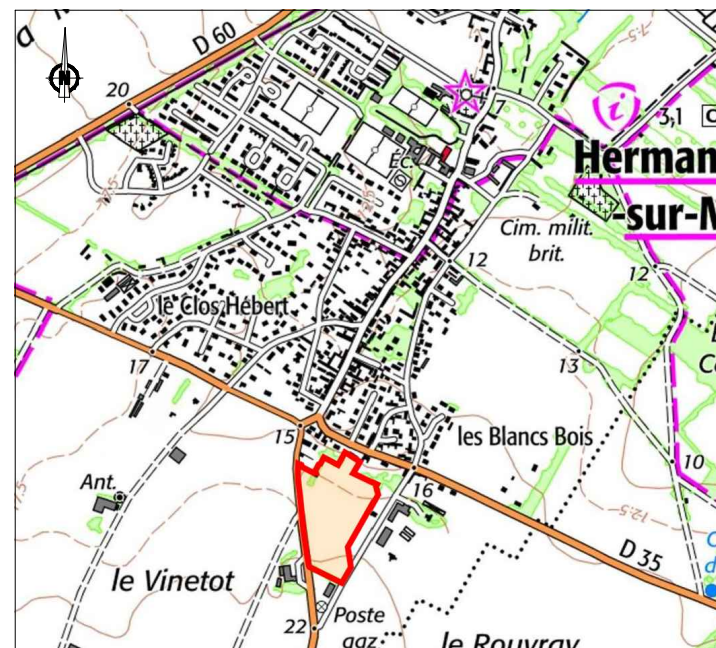 D 60
N
20
7
3,1
Éc.
Herman
-sur-M
Cim. milit.
brit.
12
12
le Clos Hébert
17
13
15
les Blancs Bois
10
16
Ant.
D 35
le Vinetot
22
Poste
gaz
le Rouvray